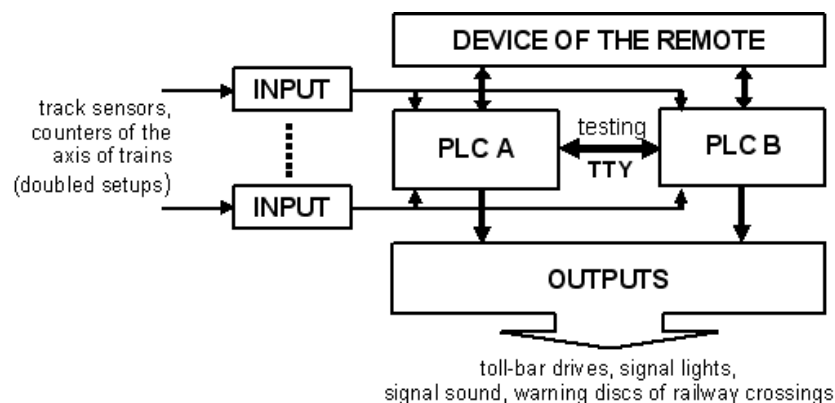 DEVICE OF THE REMOTE
INPUT
track sensors,
counters of the
axis of trains
(doubled setups)
PLC A
testing
TTY
PLC B
INPUT
OUTPUTS
toll-bar drives, signal lights,
signal sound, warning discs of railway crossings